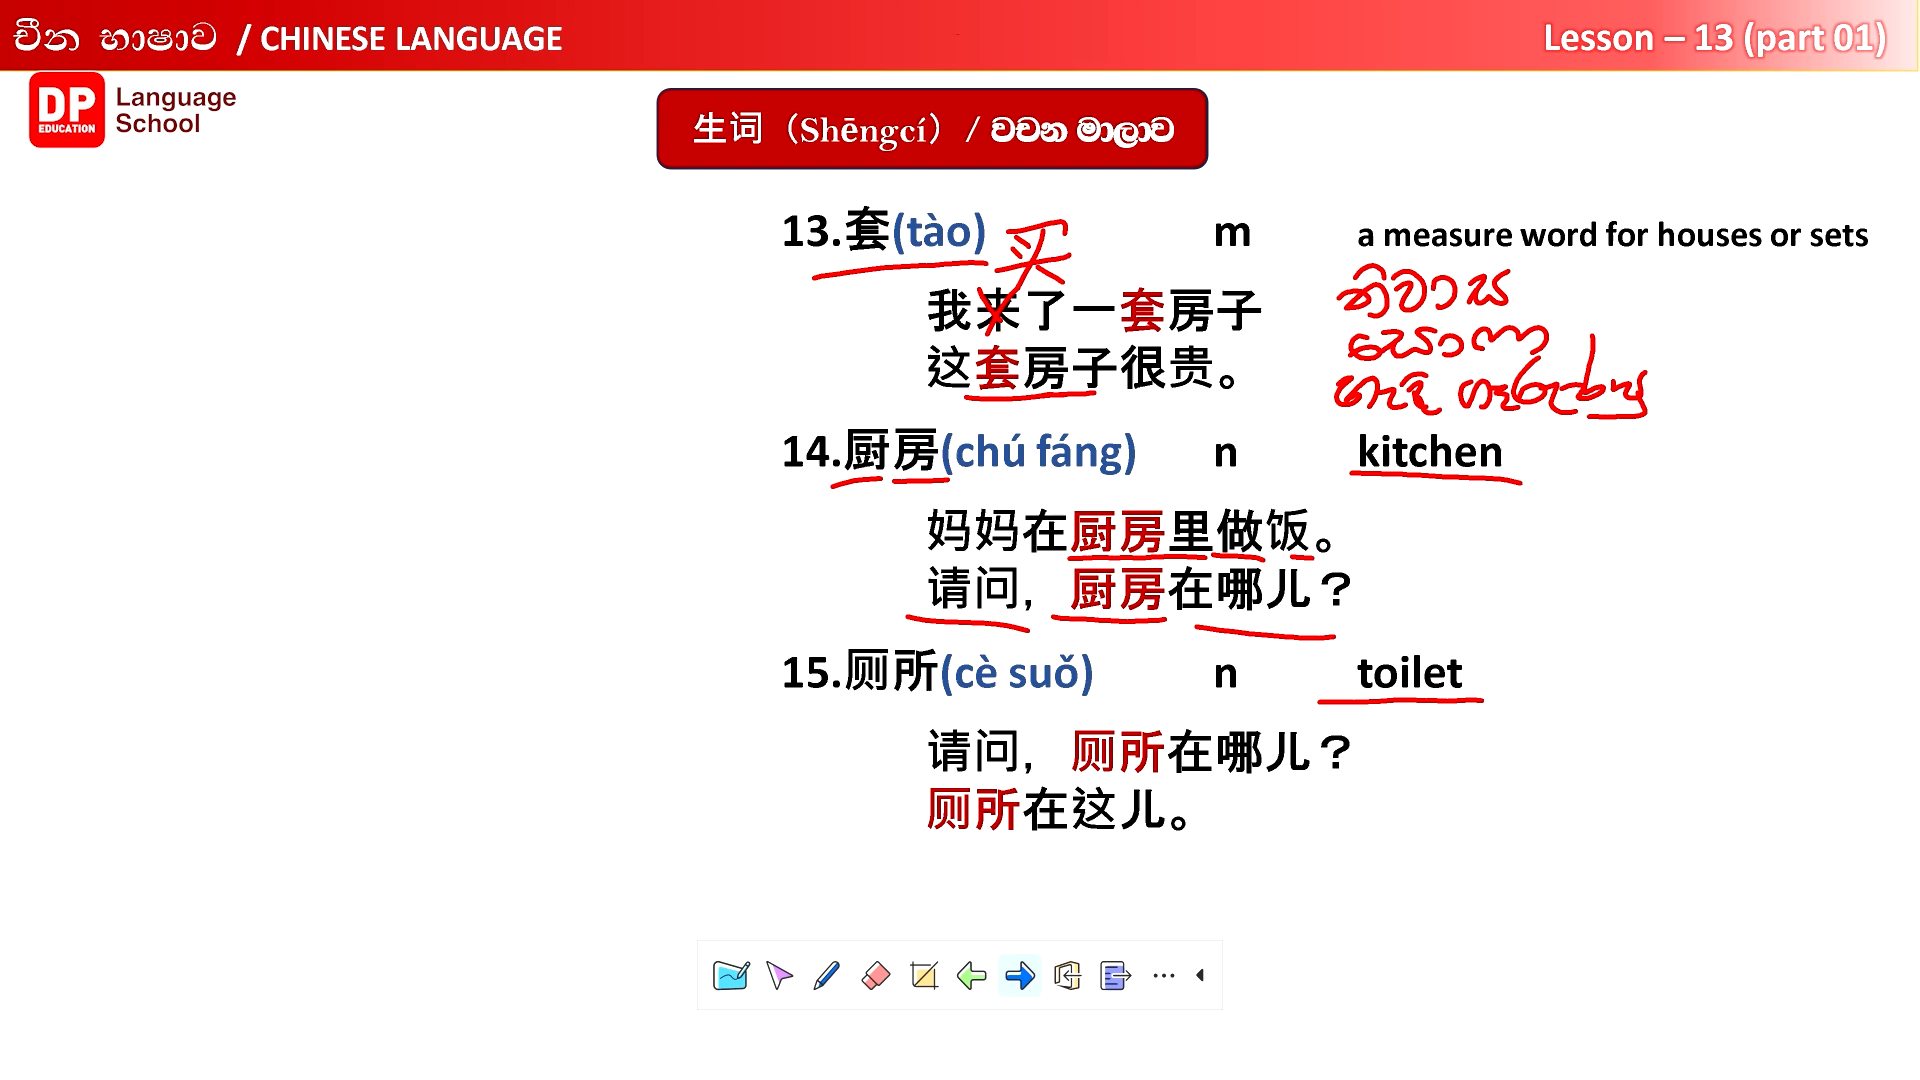 චීන භාෂාව / CHINESE LANGUAGE
Lesson – 13 (part 01)
DP EDUCATION
Language School
生词（Shēngcí）/ වචන මාලාව
13.套(tào) m a measure word for houses or sets
买
我来了一套房子
නිවාස
සෝෆා
这套房子很贵。
හැඳි ගෑරුප්පු
14.厨房(chú fáng) n kitchen
妈妈在厨房里做饭。
请问，厨房在哪儿？
15.厕所(cè suǒ) n toilet
请问，厕所在哪儿？
厕所在这儿。